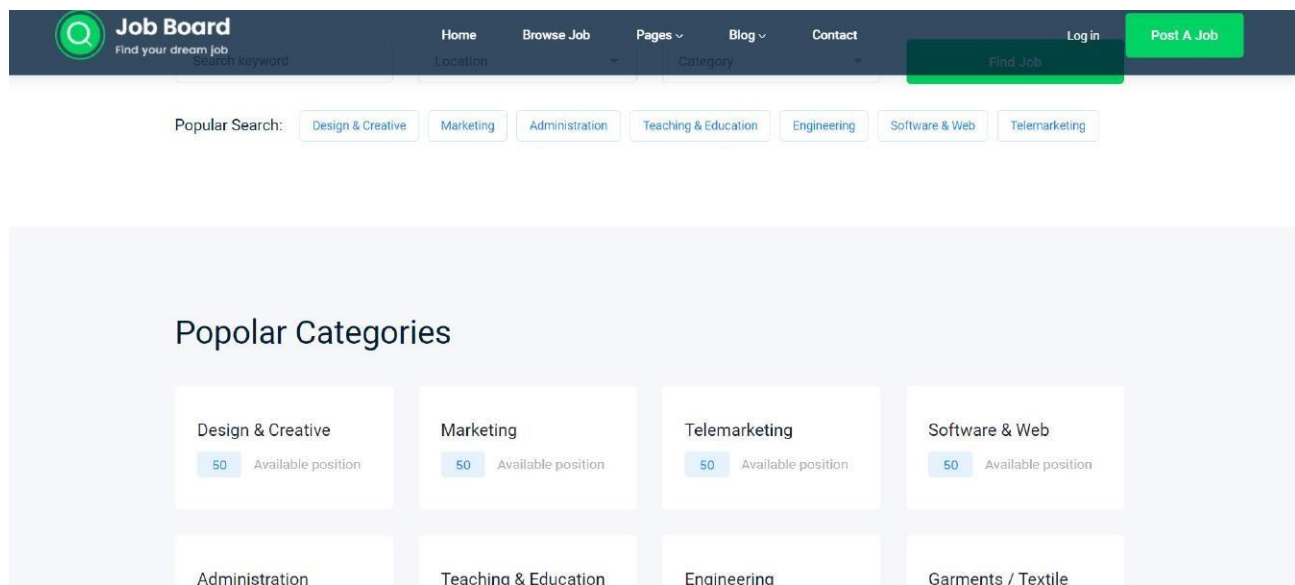 Job Board
Find your dream job
Home Browse Job Pages Blog Contact Log in Post A Job
Search keyword Location Category Find Job
Popular Search: Design & Creative Marketing Administration Teaching & Education Engineering Software & Web Telemarketing
Popolar Categories
Design & Creative Marketing Telemarketing Software & Web
50 Available position 50 Available position 50 Available position 50 Available position
Administration Teaching & Education Engineering Garments / Textile